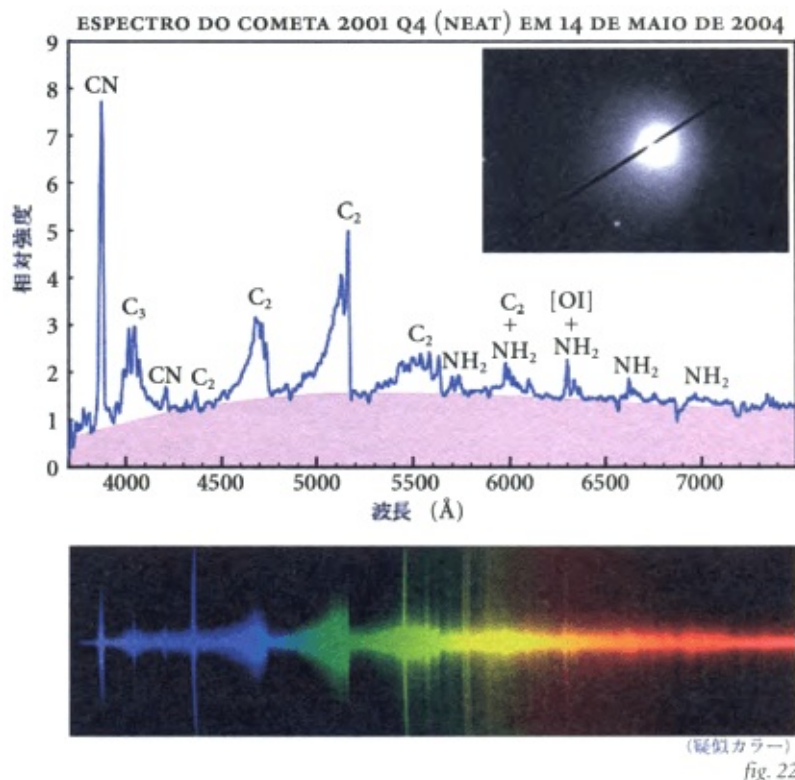 ESPECTRO DO COMETA 2001 Q4 (NEAT) EM 14 DE MAIO DE 2004
9
8
7
6
5
4
3
2
1
0
相対強度
CN
C3
CN
C2
C2
C2
C2
NH2
C2
+
NH2
[OI]
+
NH2
NH2
NH2
4000 4500 5000 5500 6000 6500 7000
波長 (Å)
(疑似カラー)
fig. 22